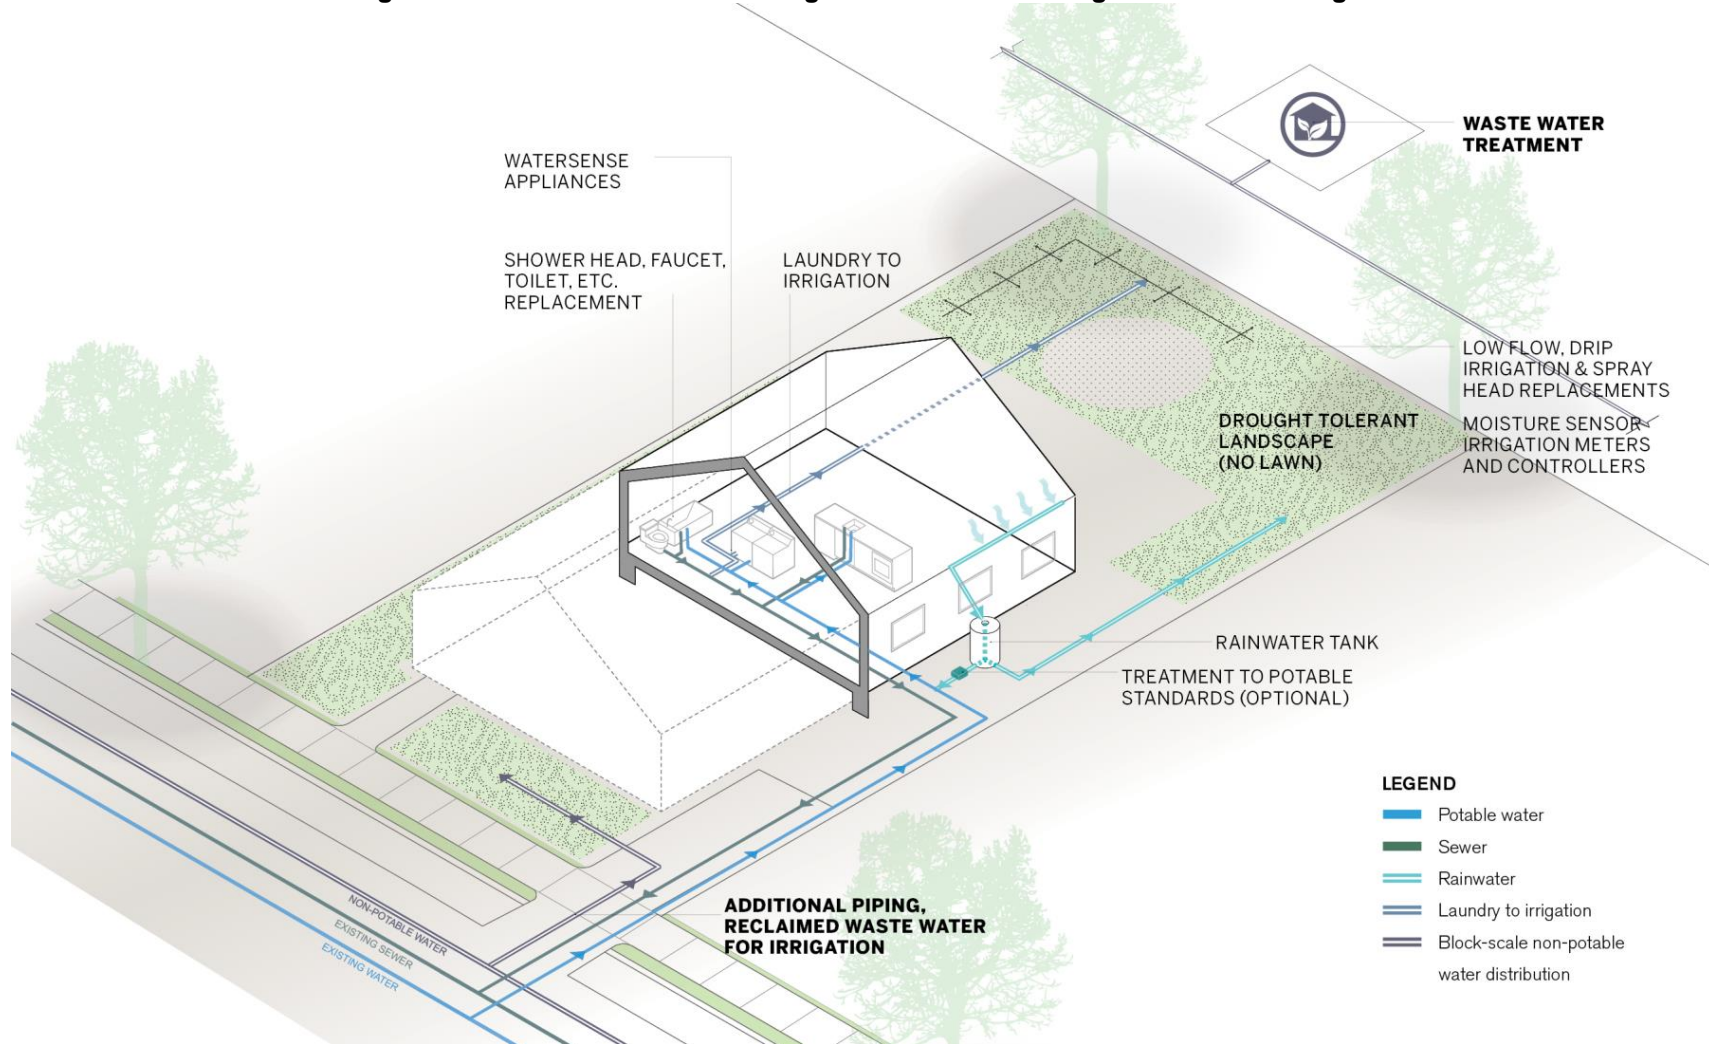 WATERSENSE
APPLIANCES
WASTE WATER
TREATMENT
SHOWER HEAD, FAUCET,
TOILET, ETC.
REPLACEMENT
LAUNDRY TO
IRRIGATION
LOW FLOW, DRIP
IRRIGATION & SPRAY
HEAD REPLACEMENTS
MOISTURE SENSOR
IRRIGATION METERS
AND CONTROLLERS
DROUGHT TOLERANT
LANDSCAPE
(NO LAWN)
RAINWATER TANK
TREATMENT TO POTABLE
STANDARDS (OPTIONAL)
ADDITIONAL PIPING,
RECLAIMED WASTE WATER
FOR IRRIGATION
NON-POTABLE WATER
EXISTING SEWER
EXISTING WATER
LEGEND
Potable water
Sewer
Rainwater
Laundry to irrigation
Block-scale non-potable
water distribution